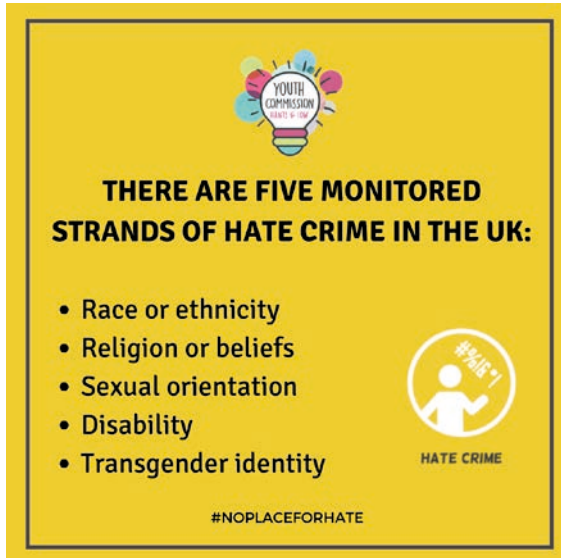 YOUTH
COMMISSION
HANTS & IOW
THERE ARE FIVE MONITORED
STRANDS OF HATE CRIME IN THE UK:
• Race or ethnicity
• Religion or beliefs
• Sexual orientation
• Disability
• Transgender identity
HATE CRIME
#NOPLACEFORHATE